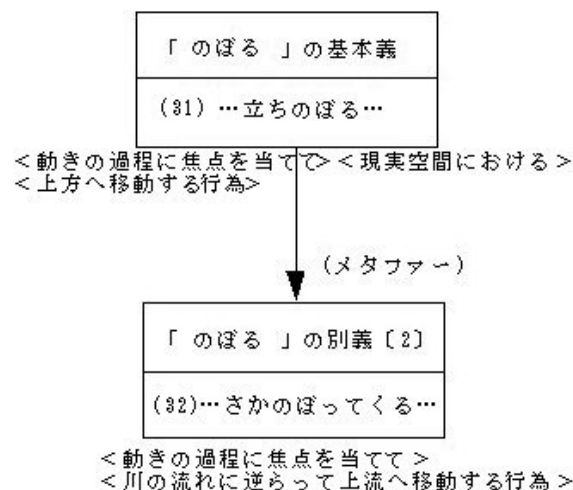 「 のぼる 」の基本義
(31) …立ちのぼる…
<動きの過程に焦点を当てて><現実空間における>
<上方へ移動する行為>
(メタファー)
「 のぼる 」の別義〔2〕
(32)…さかのぼってくる…
<動きの過程に焦点を当てて >
<川の流れに逆らって上流へ移動する行為>